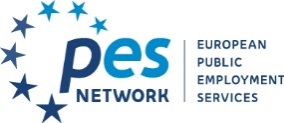 pes
NETWORK
EUROPEAN
PUBLIC
EMPLOYMENT
SERVICES